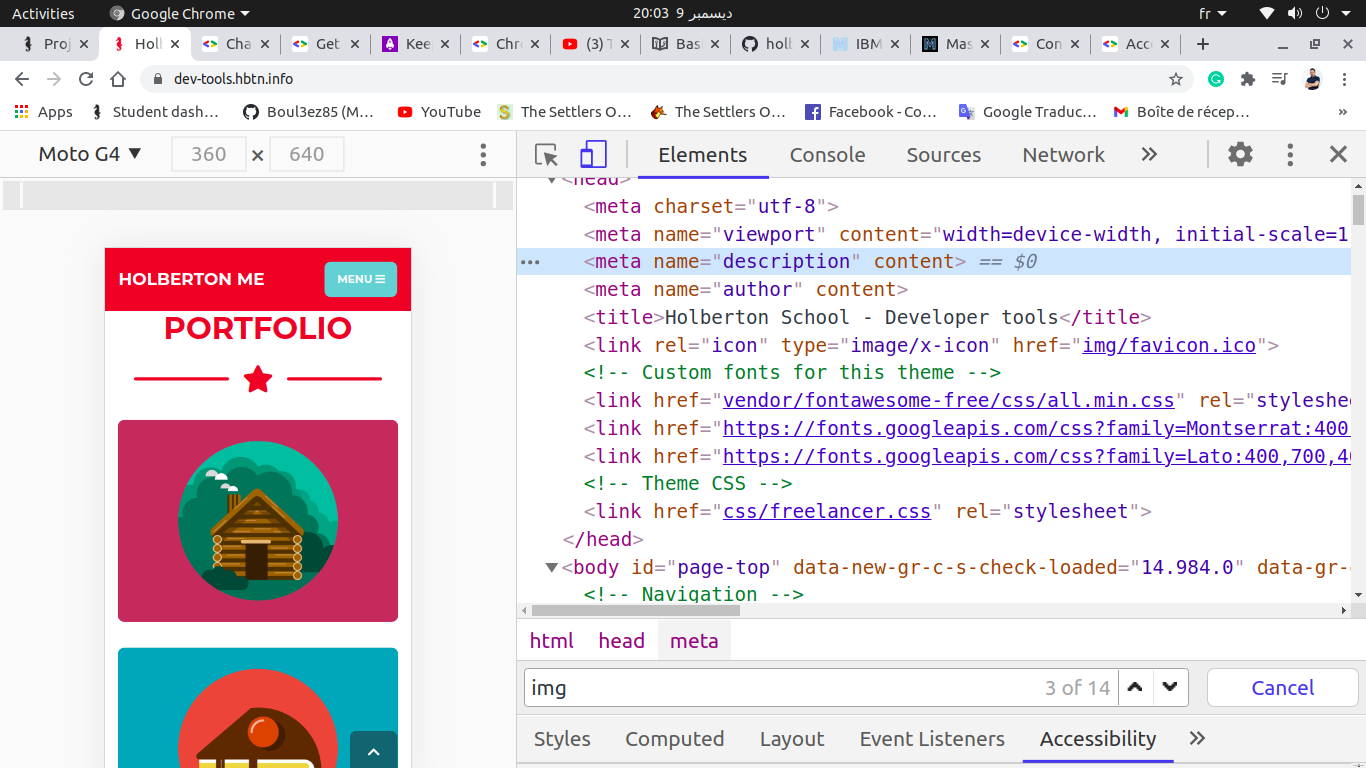 Activities Google Chrome 20:03 9 ديسمبر fr
Proj Holb Cha Get Kee Chr (3) T Bas holb IBM Mas Con Acc
dev-tools.hbtn.info
Apps Student dash… Boul3ez85 (M… YouTube The Settlers O… The Settlers O… Facebook - Co… Google Traduc… Boîte de récep… »
Moto G4 360 × 640
Elements Console Sources Network
<head>
<meta charset="utf-8">
<meta name="viewport" content="width=device-width, initial-scale=1
<meta name="description" content> == $0
<meta name="author" content>
<title>Holberton School - Developer tools</title>
<link rel="icon" type="image/x-icon" href="img/favicon.ico">
<!-- Custom fonts for this theme -->
<link href="vendor/fontawesome-free/css/all.min.css" rel="styleshe
<link href="https://fonts.googleapis.com/css?family=Montserrat:400
<link href="https://fonts.googleapis.com/css?family=Lato:400,700,4
<!-- Theme CSS -->
<link href="css/freelancer.css" rel="stylesheet">
</head>
<body id="page-top" data-new-gr-c-s-check-loaded="14.984.0" data-gr-
<!-- Navigation -->
html head meta
img 3 of 14 Cancel
Styles Computed Layout Event Listeners Accessibility
HOLBERTON ME MENU
PORTFOLIO